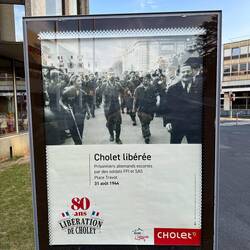 Cholet libérée
Prisonniers allemands escortés
par des soldats FFI et SAS
Place Travot
31 août 1944
80
ans
LIBÉRATION
DE CHOLET
CHOLET